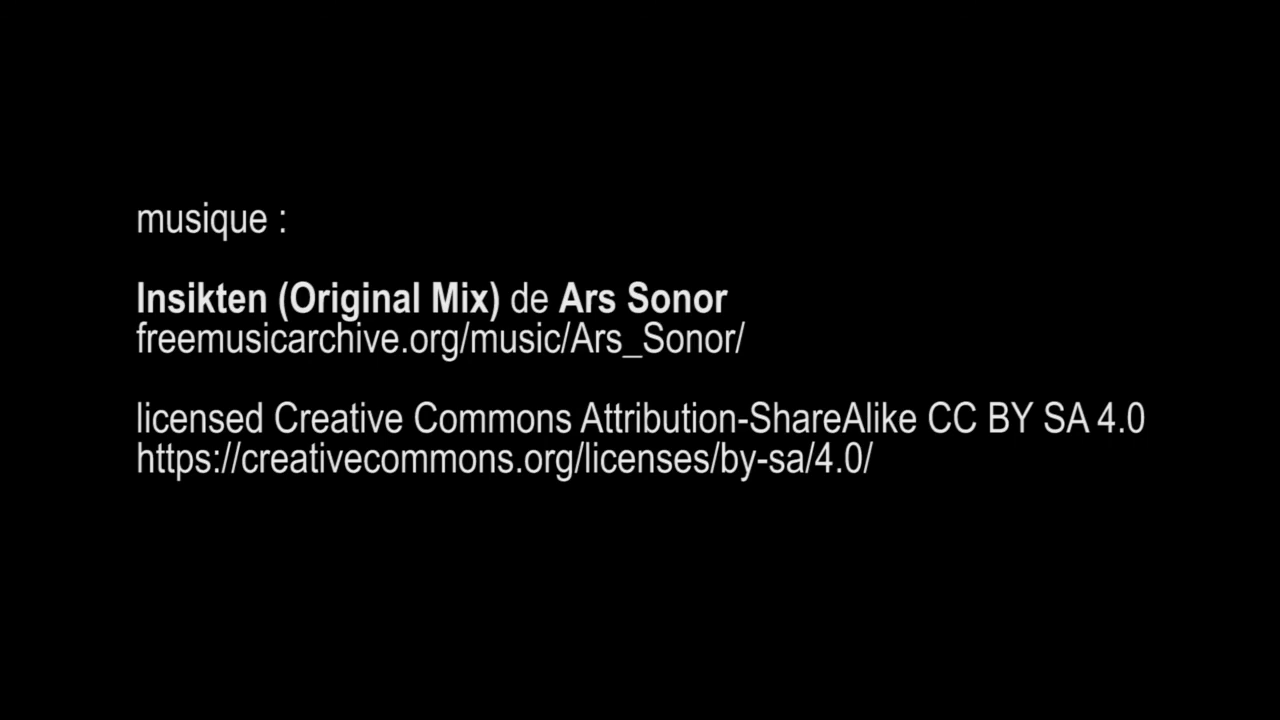 musique :
Insikten (Original Mix) de Ars Sonor
freemusicarchive.org/music/Ars_Sonor/
licensed Creative Commons Attribution-ShareAlike CC BY SA 4.0
https://creativecommons.org/licenses/by-sa/4.0/